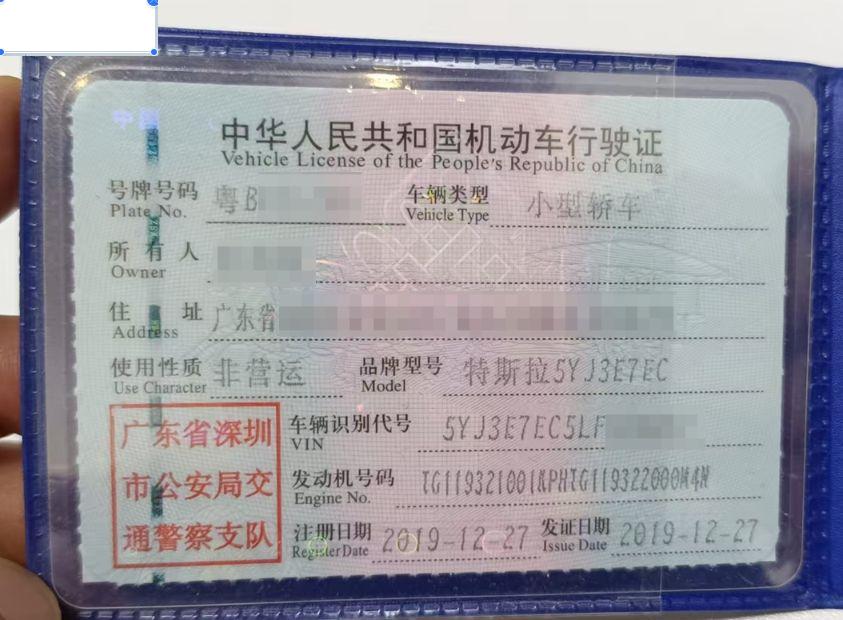 中国
中华人民共和国机动车行驶证
Vehicle License of the People's Republic of China
号牌号码 粤B 车辆类型 小型轿车
Plate No. Vehicle Type
所有人
Owner
住址 广东省
Address
使用性质 非营运 品牌型号 特斯拉5YJ3E7EC
Use Character Model
广东省深圳 车辆识别代号 5YJ3E7EC5LF
VIN
市公安局交 发动机号码 TG119321001KPHTG119322000M4N
Engine No.
通警察支队 注册日期 2019-12-27 发证日期 2019-12-27
Register Date Issue Date